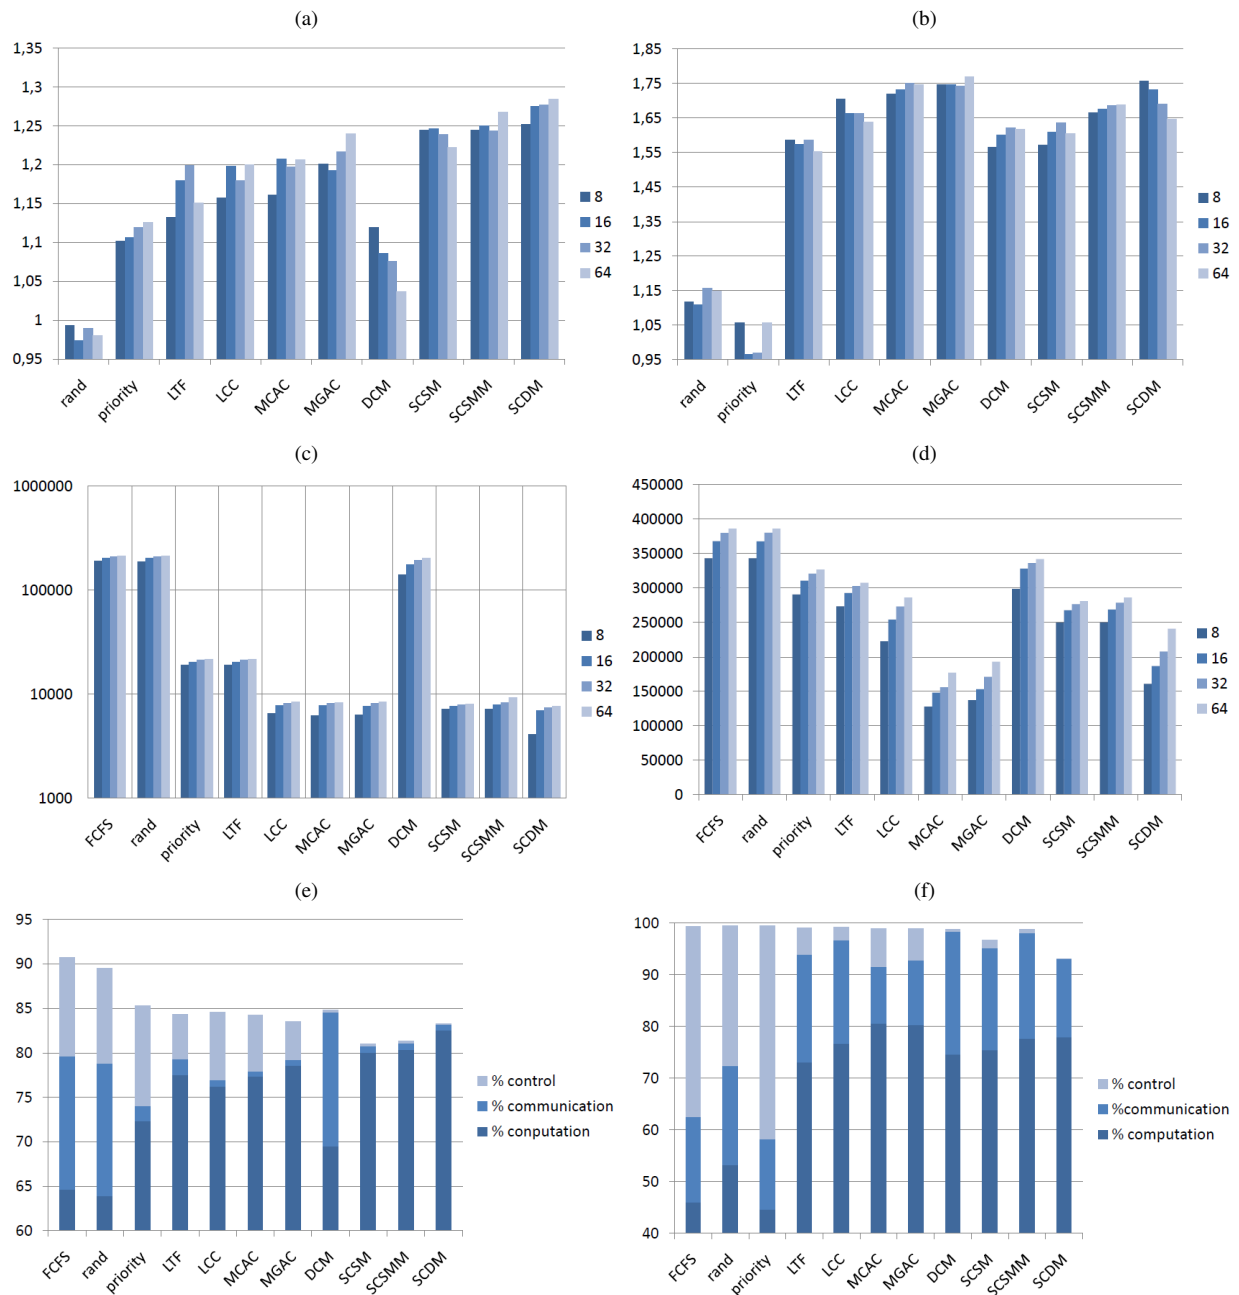 (a)
1,35
1,3
1,25
1,2
1,15
1,1
1,05
1
0,95
rand
priority
LTF
LCC
MCAC
MGAC
DCM
SCSM
SCSMM
SCDM
8
16
32
64
(b)
1,85
1,75
1,65
1,55
1,45
1,35
1,25
1,15
1,05
0,95
rand
priority
LTF
LCC
MCAC
MGAC
DCM
SCSM
SCSMM
SCDM
8
16
32
64
(c)
1000000
100000
10000
1000
FCFS
rand
priority
LTF
LCC
MCAC
MGAC
DCM
SCSM
SCSMM
SCDM
8
16
32
64
(d)
450000
400000
350000
300000
250000
200000
150000
100000
50000
0
FCFS
rand
priority
LTF
LCC
MCAC
MGAC
DCM
SCSM
SCSMM
SCDM
8
16
32
64
(e)
95
90
85
80
75
70
65
60
FCFS
rand
priority
LTF
LCC
MCAC
MGAC
DCM
SCSM
SCSMM
SCDM
% control
% communication
% conputation
(f)
100
90
80
70
60
50
40
FCFS
rand
priority
LTF
LCC
MCAC
MGAC
DCM
SCSM
SCSMM
SCDM
% control
%communication
% computation